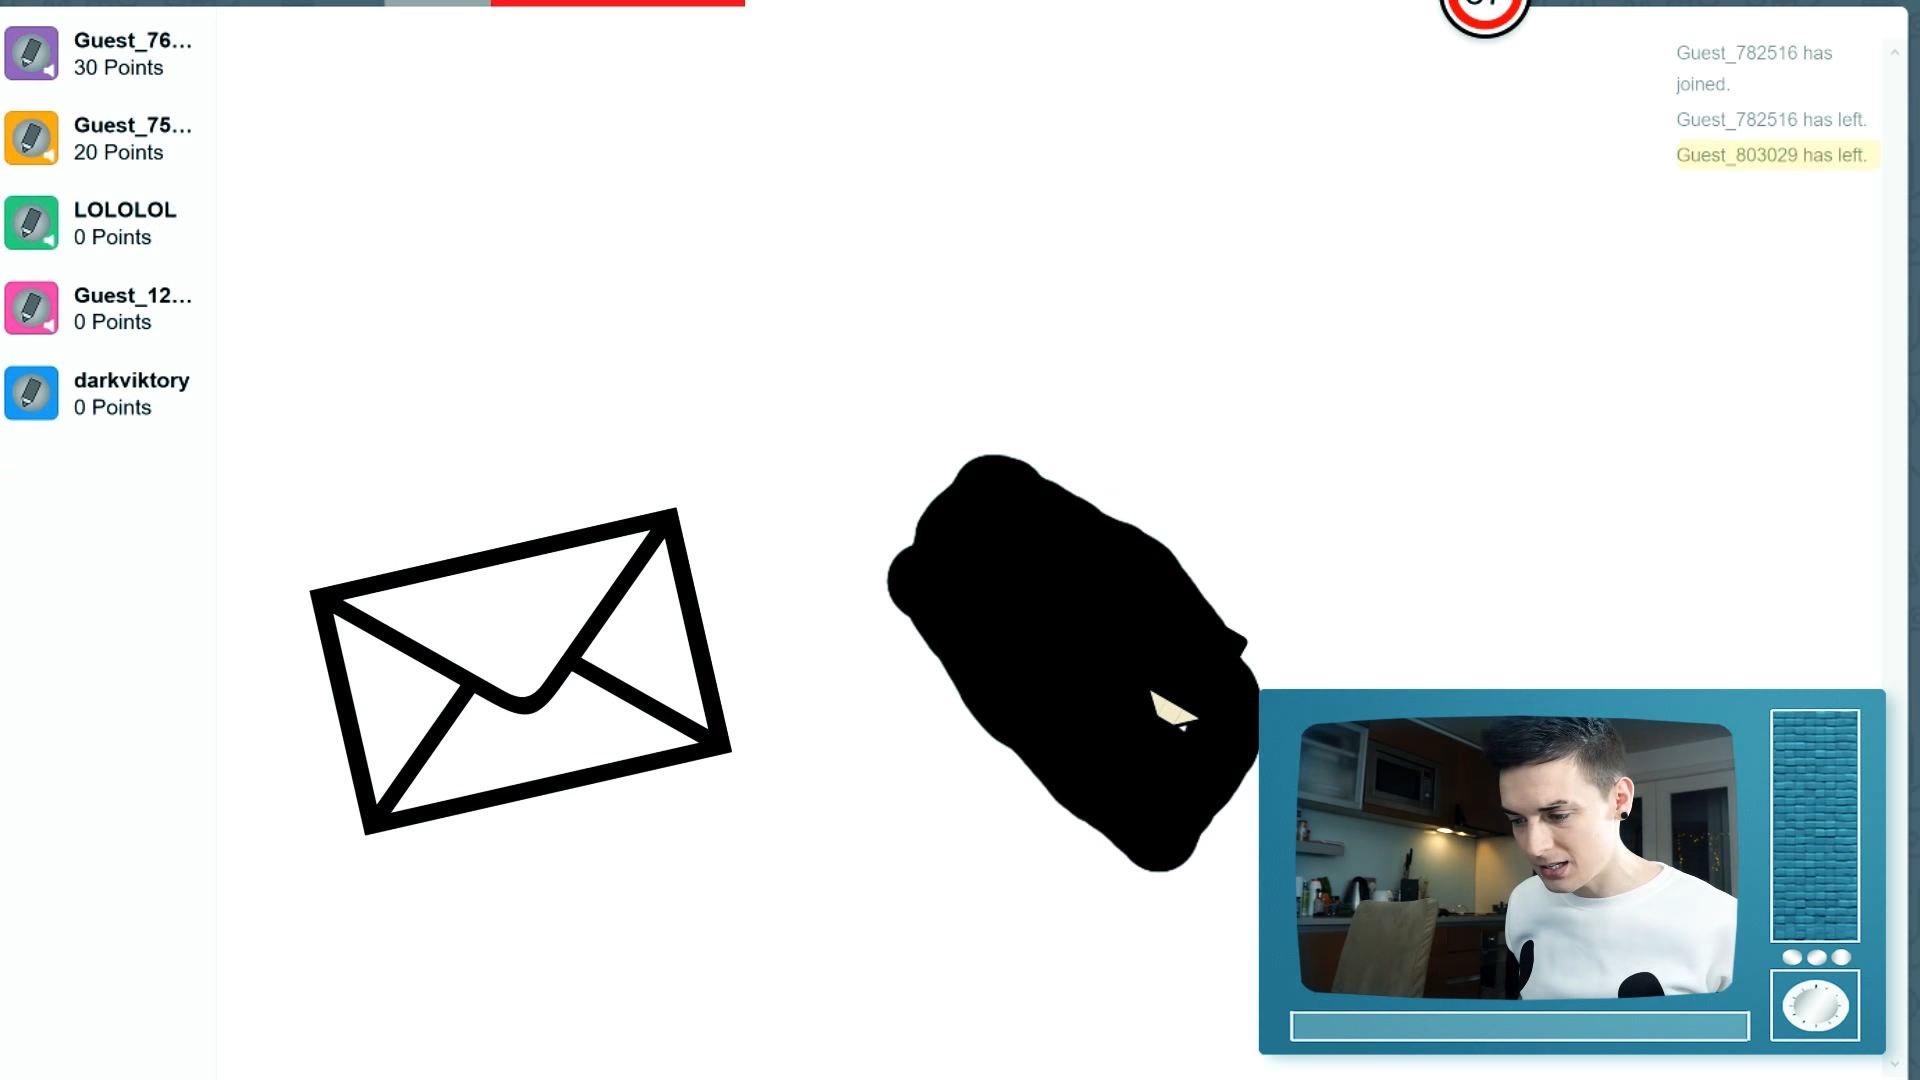 Guest_76...
30 Points
Guest_75...
20 Points
LOLOLOL
0 Points
Guest_12...
0 Points
darkviktory
0 Points
Guest_782516 has
joined.
Guest_782516 has left.
Guest_803029 has left.